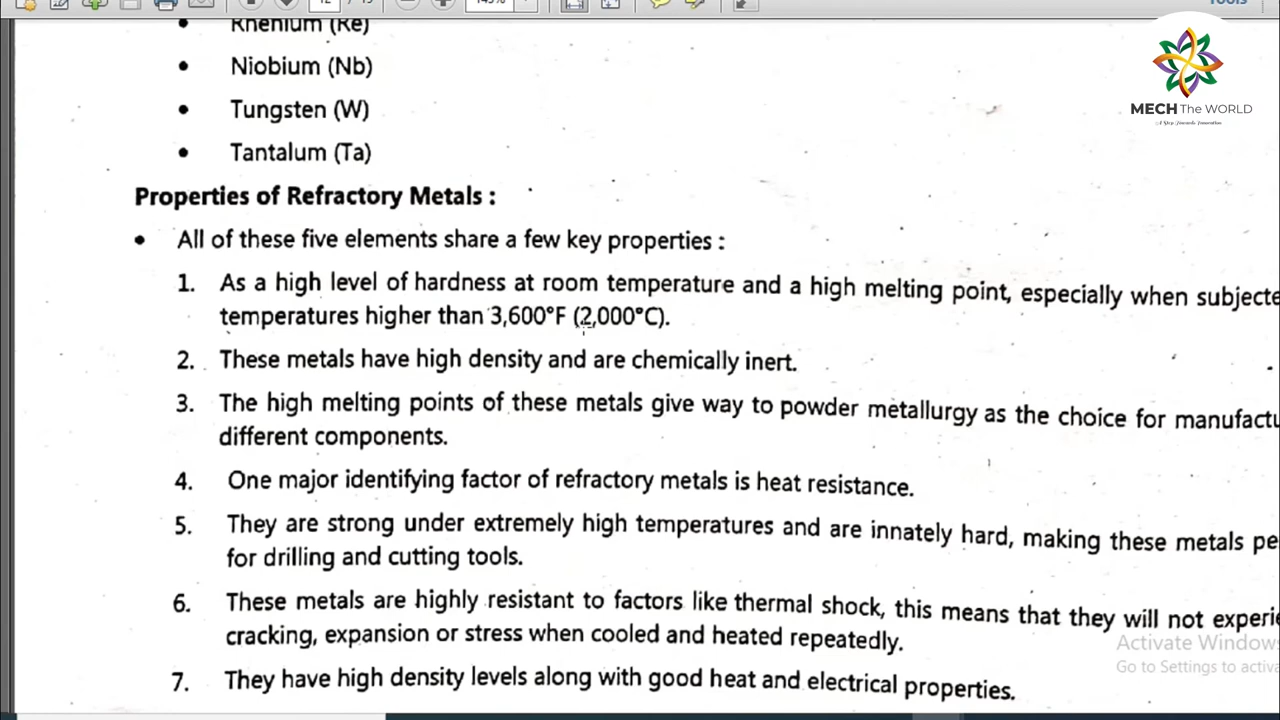 Tools
Rhenium (Re)
Niobium (Nb)
Tungsten (W)
Tantalum (Ta)
MECH The WORLD
Properties of Refractory Metals :
All of these five elements share a few key properties :
1. As a high level of hardness at room temperature and a high melting point, especially when subjecte
temperatures higher than 3,600°F (2,000°C).
2. These metals have high density and are chemically inert.
3. The high melting points of these metals give way to powder metallurgy as the choice for manufactu
different components.
4. One major identifying factor of refractory metals is heat resistance.
5. They are strong under extremely high temperatures and are innately hard, making these metals pe
for drilling and cutting tools.
6. These metals are highly resistant to factors like thermal shock, this means that they will not experie
cracking, expansion or stress when cooled and heated repeatedly.
Activate Windows
Go to Settings to activa
7. They have high density levels along with good heat and electrical properties.